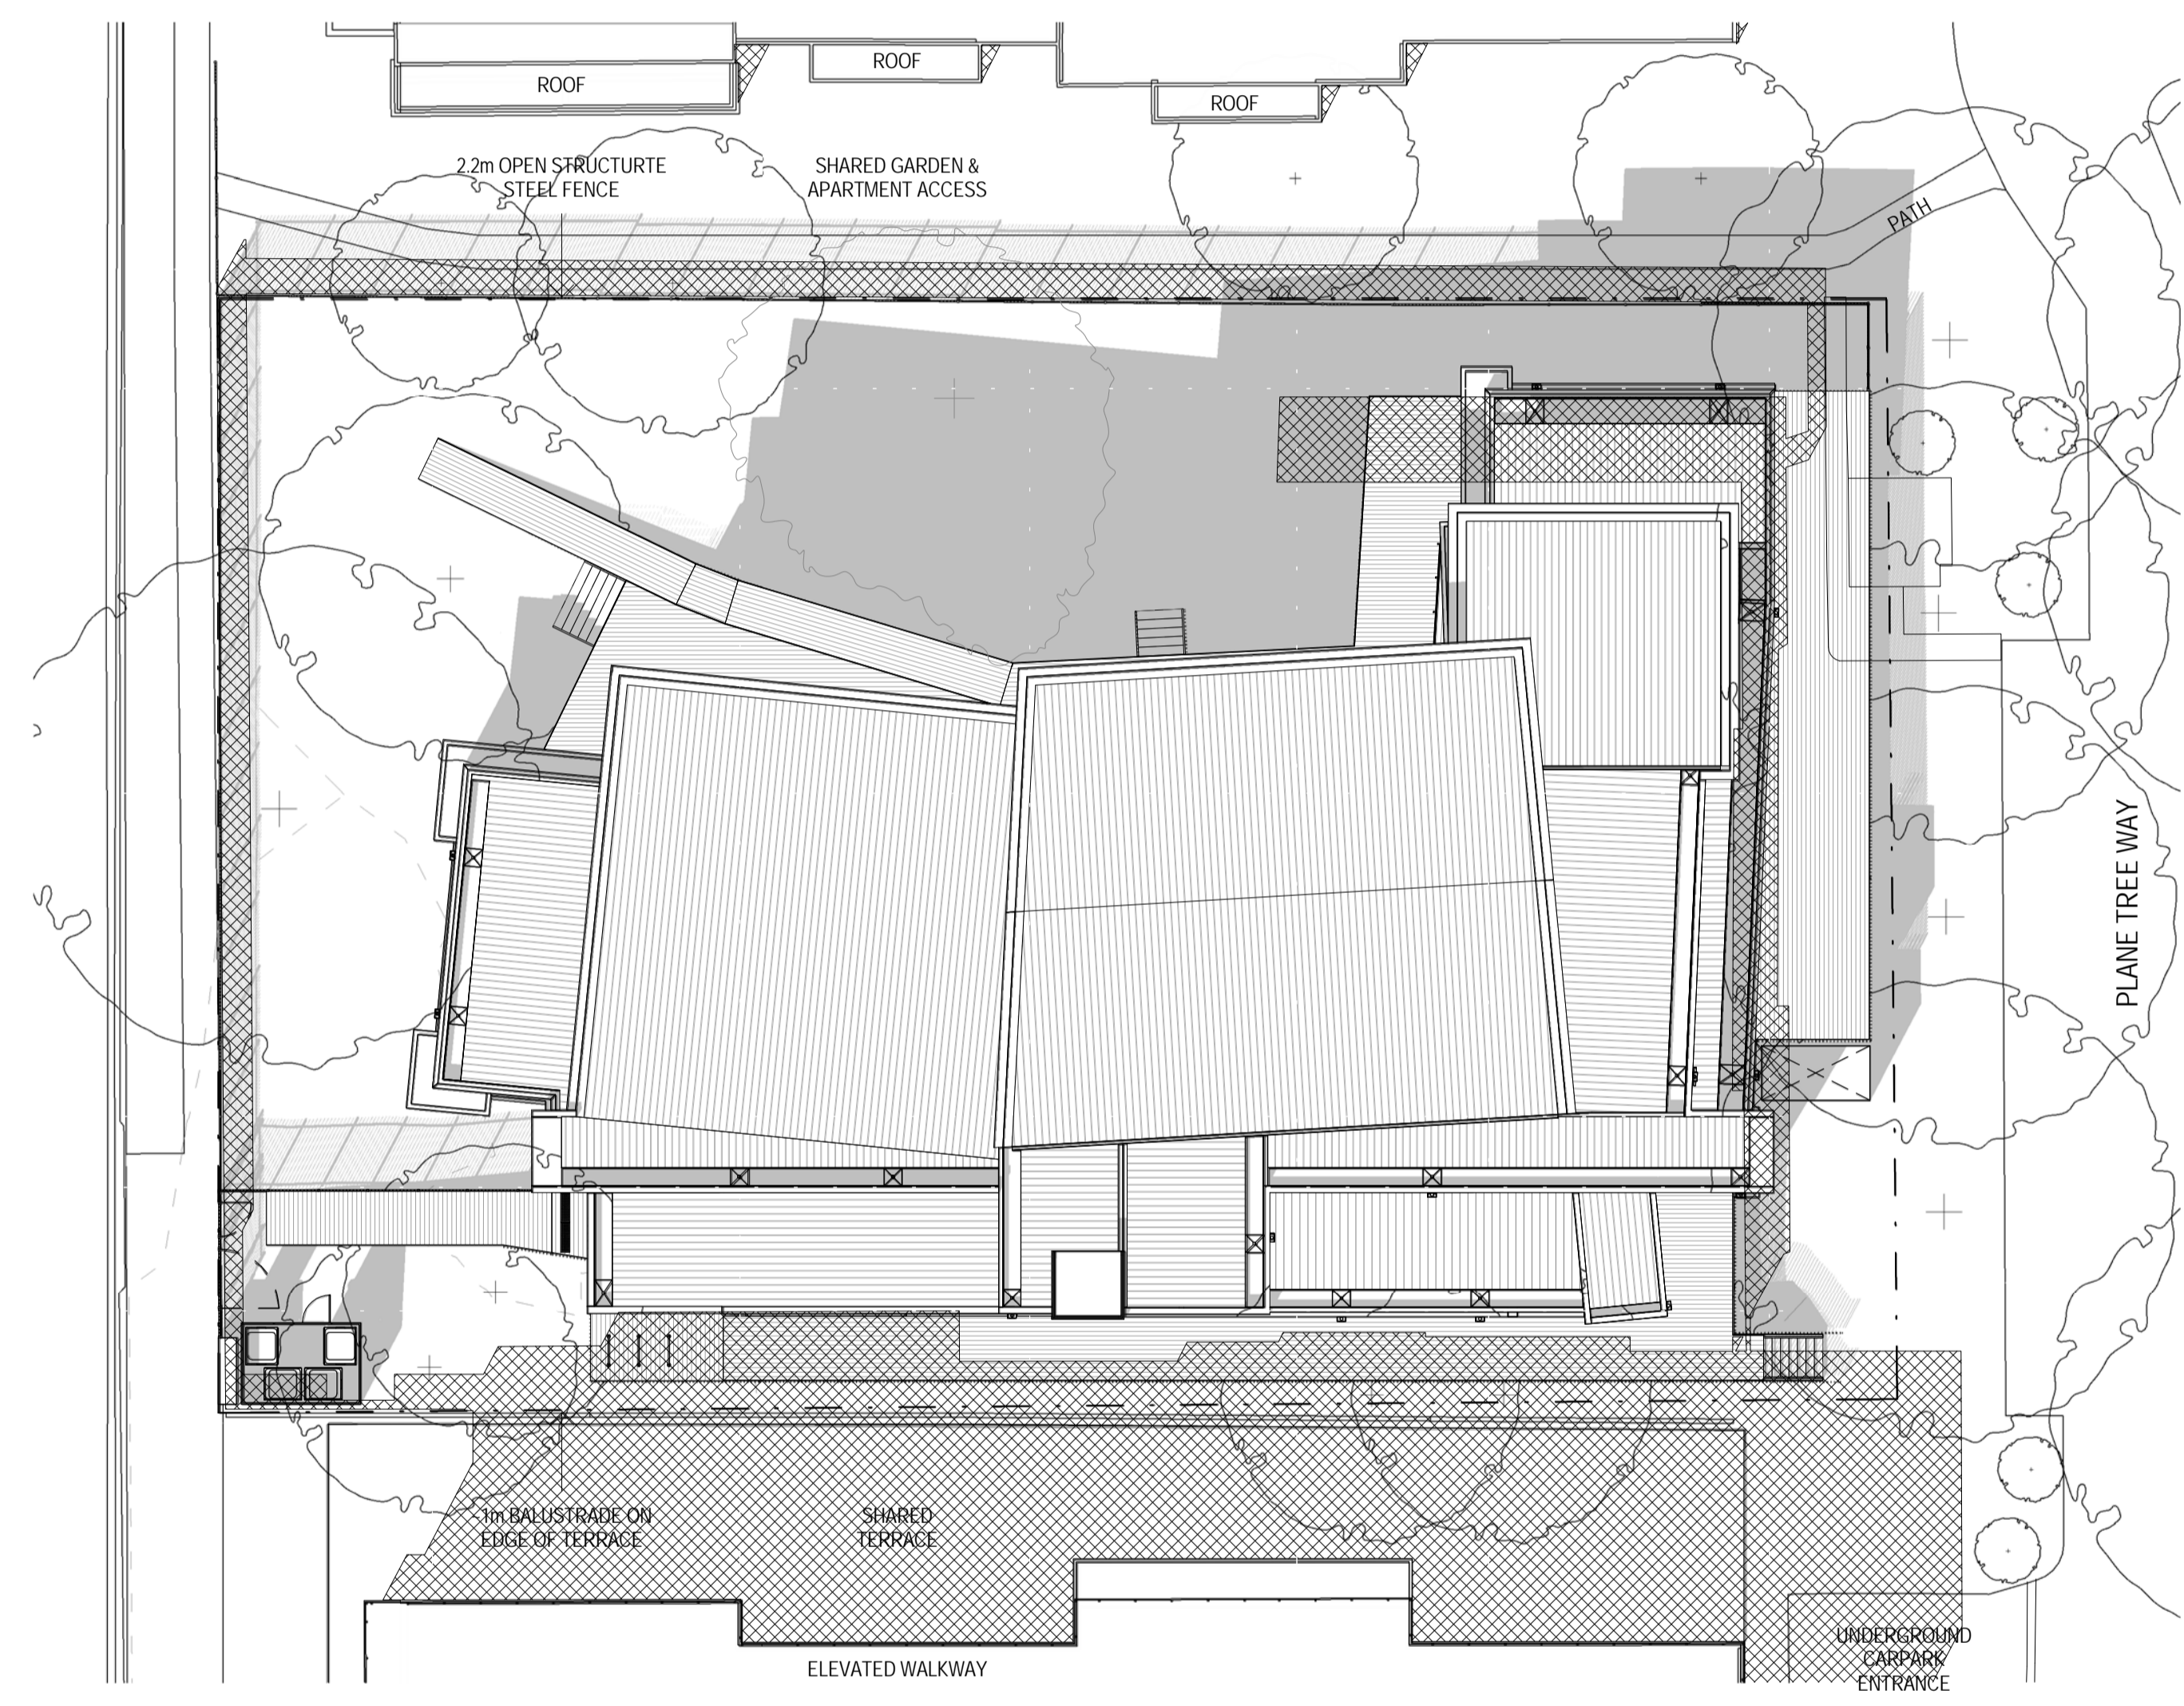 ROOF
ROOF
ROOF
2.2m OPEN STRUCTURTE
STEEL FENCE
SHARED GARDEN &
APARTMENT ACCESS
PATH
PLANE TREE WAY
~1m BALUSTRADE ON
EDGE OF TERRACE
SHARED
TERRACE
ELEVATED WALKWAY
UNDERGROUND
CARPARK
ENTRANCE